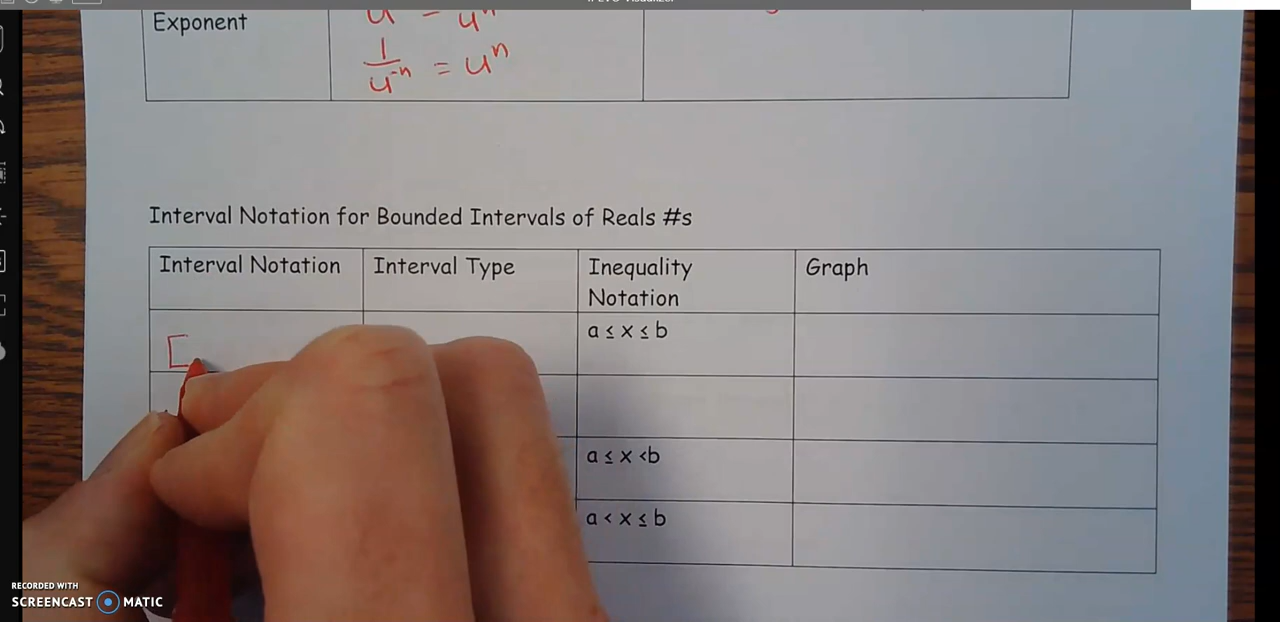 Exponent
1/u⁻ⁿ = uⁿ
Interval Notation for Bounded Intervals of Reals #s
Interval Notation Interval Type Inequality Notation Graph
[ a ≤ x ≤ b
a ≤ x <b
a < x ≤ b
RECORDED WITH
SCREENCAST MATIC